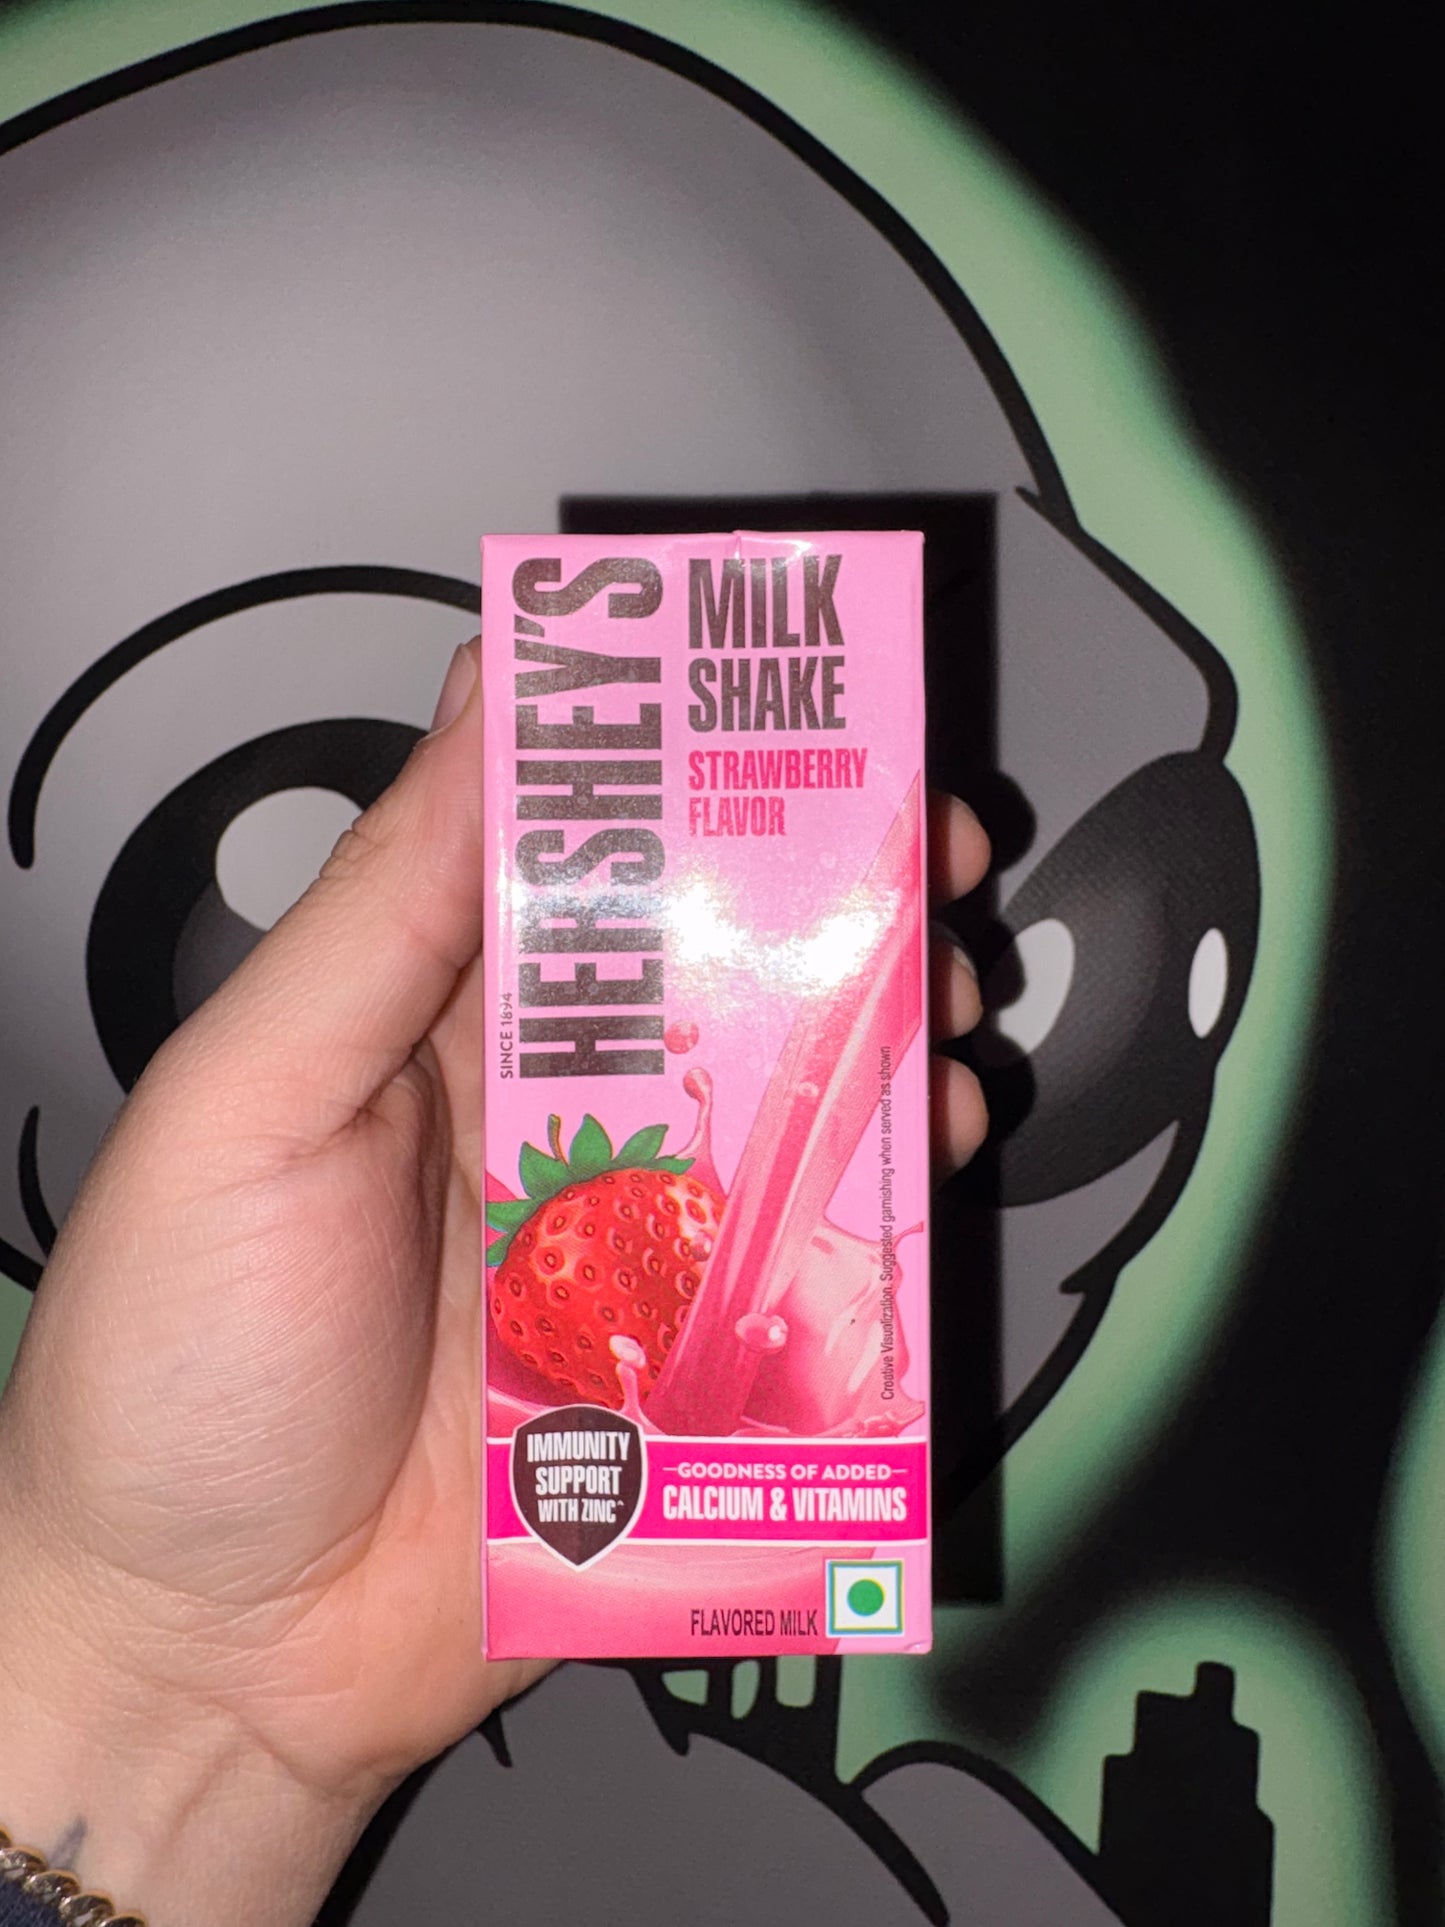 HERSHEY'S
SINCE 1894
MILK
SHAKE
STRAWBERRY
FLAVOR
Creative Visualization. Suggested garnishing when served as shown
IMMUNITY
SUPPORT
WITH ZINC^
GOODNESS OF ADDED
CALCIUM & VITAMINS
FLAVORED MILK